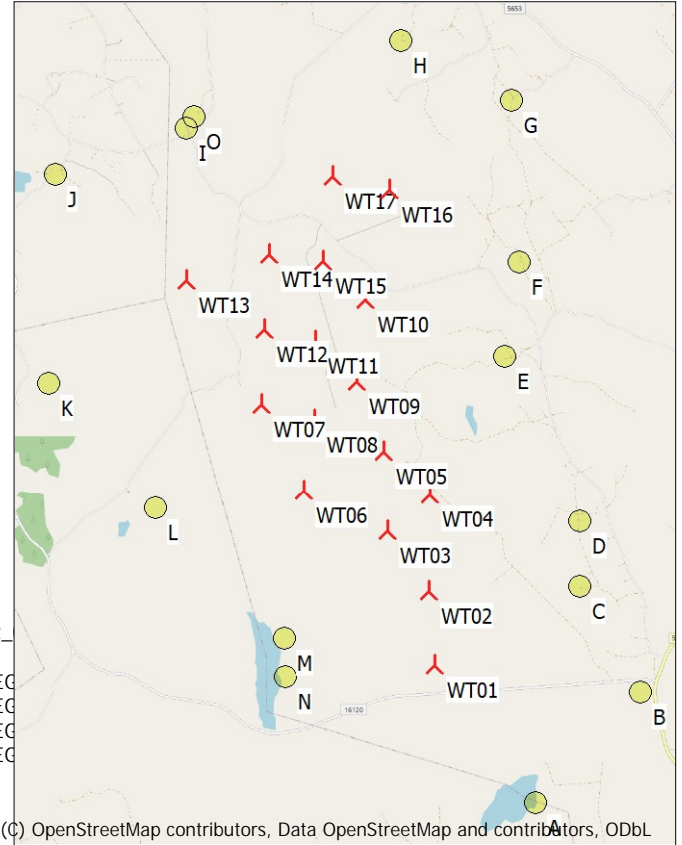 5653
H
G
O
I
J
WT17
WT16
F
WT14
WT15
WT13
WT10
WT12
WT11
E
K
WT09
WT07
WT08
WT05
L
WT06
WT04
D
WT03
C
WT02
M
WT01
N
16120
B
A
(C) OpenStreetMap contributors, Data OpenStreetMap and contributors, ODbL